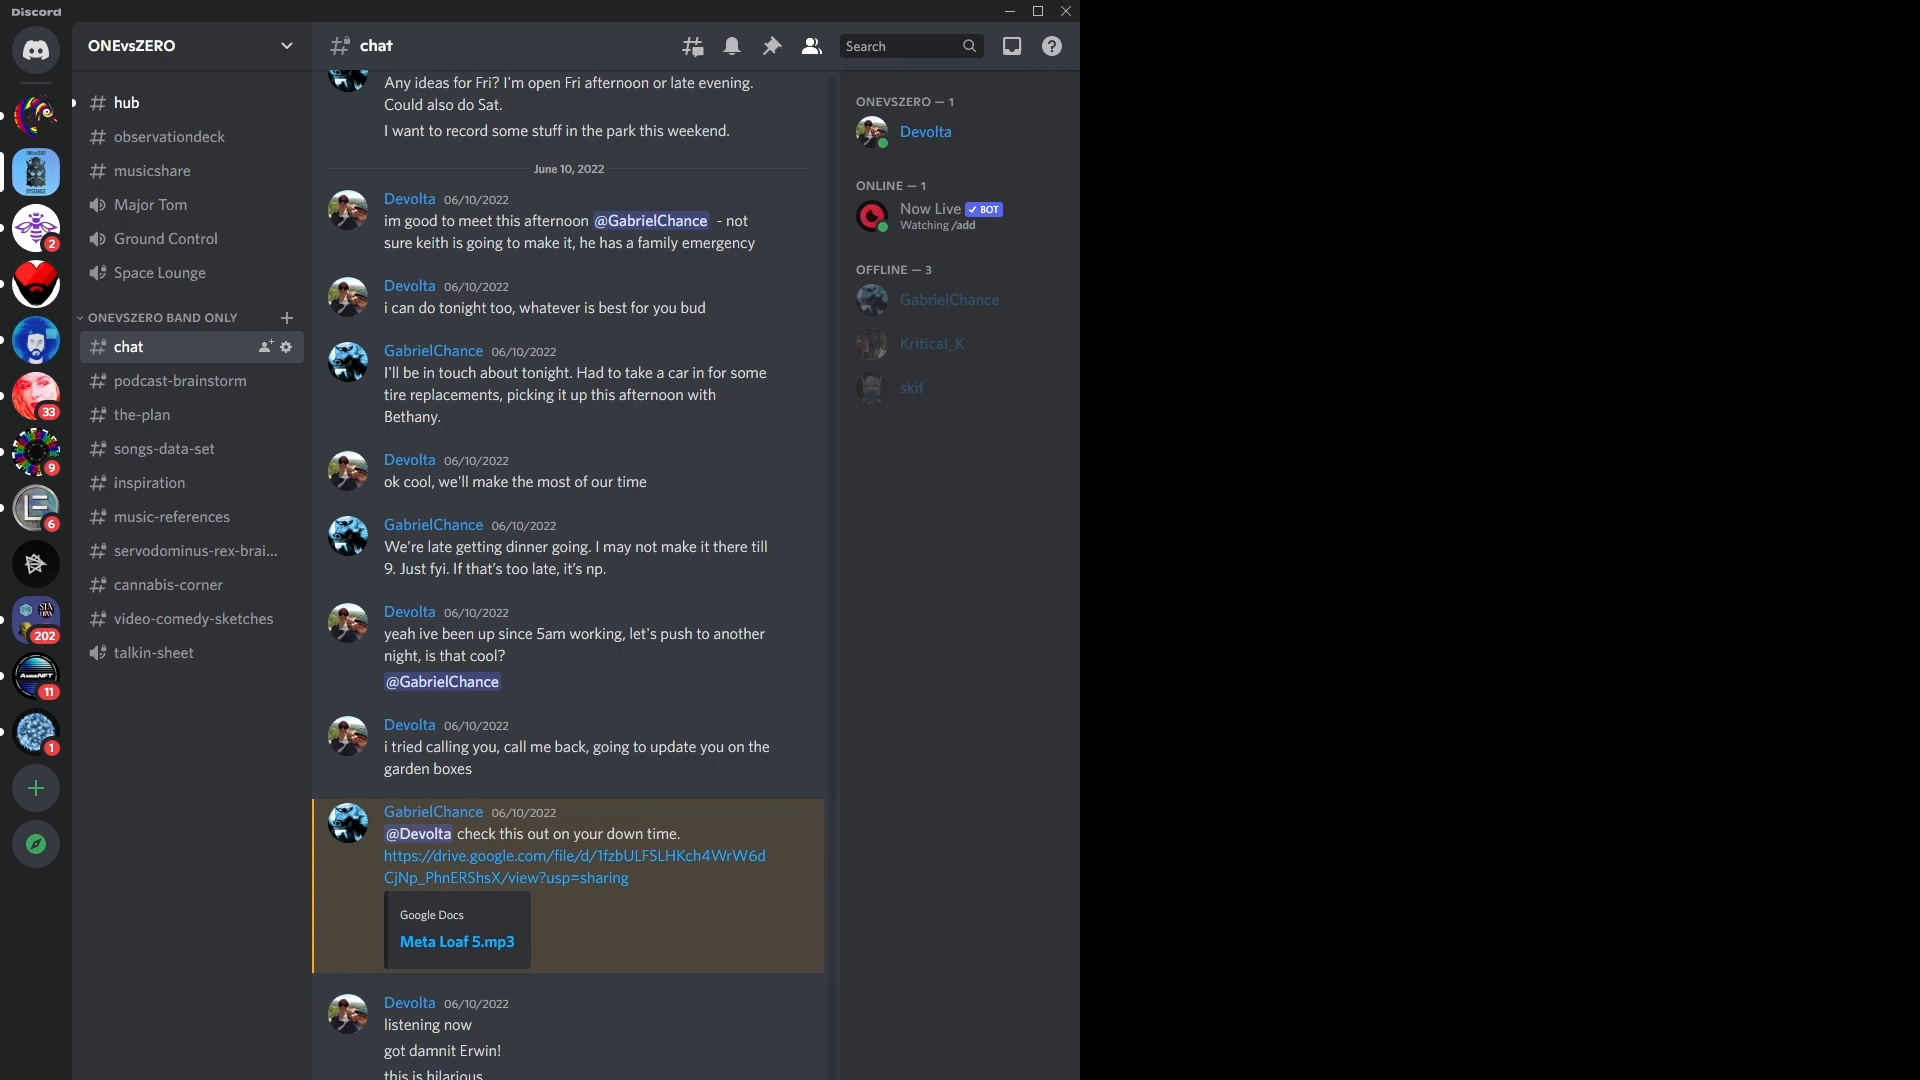 Discord
ONEvsZERO
chat
Search
hub
observationdeck
musicshare
Major Tom
Ground Control
Space Lounge
ONEVSZERO BAND ONLY
chat
podcast-brainstorm
the-plan
songs-data-set
inspiration
music-references
servodominus-rex-brai...
cannabis-corner
video-comedy-sketches
talkin-sheet
2
33
9
6
202
AmberNFT
11
1
Any ideas for Fri? I'm open Fri afternoon or late evening.
Could also do Sat.
I want to record some stuff in the park this weekend.
June 10, 2022
Devolta 06/10/2022
im good to meet this afternoon @GabrielChance - not
sure keith is going to make it, he has a family emergency
Devolta 06/10/2022
i can do tonight too, whatever is best for you bud
GabrielChance 06/10/2022
I'll be in touch about tonight. Had to take a car in for some
tire replacements, picking it up this afternoon with
Bethany.
Devolta 06/10/2022
ok cool, we'll make the most of our time
GabrielChance 06/10/2022
We're late getting dinner going. I may not make it there till
9. Just fyi. If that's too late, it's np.
Devolta 06/10/2022
yeah ive been up since 5am working, let's push to another
night, is that cool?
@GabrielChance
Devolta 06/10/2022
i tried calling you, call me back, going to update you on the
garden boxes
GabrielChance 06/10/2022
@Devolta check this out on your down time.
https://drive.google.com/file/d/1fzbULFSLHKch4WrW6d
CjNp_PhnERShsX/view?usp=sharing
Google Docs
Meta Loaf 5.mp3
Devolta 06/10/2022
listening now
got damnit Erwin!
this is hilarious
ONEVSZERO — 1
Devolta
ONLINE — 1
Now Live BOT
Watching /add
OFFLINE — 3
GabrielChance
Kritical_K
skif